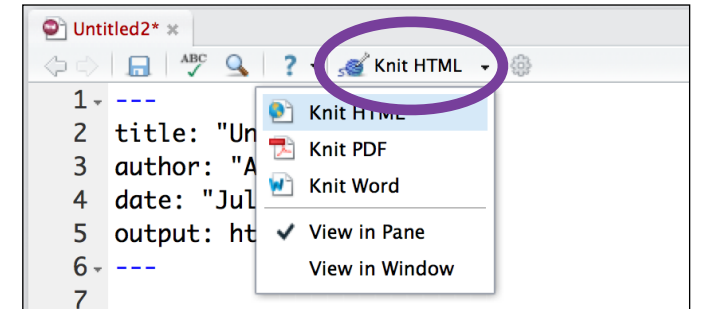 Untitled2*
ABC ? Knit HTML
1 ---
2 title: "Un
3 author: "A
4 date: "Jul
5 output: ht
6 ---
7
Knit HTML
Knit PDF
Knit Word
View in Pane
View in Window